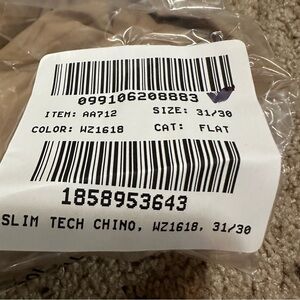 099106208883
ITEM: AA712 SIZE: 31/30
COLOR: WZ1618 CAT: FLAT
1858953643
SLIM TECH CHINO, WZ1618, 31/30